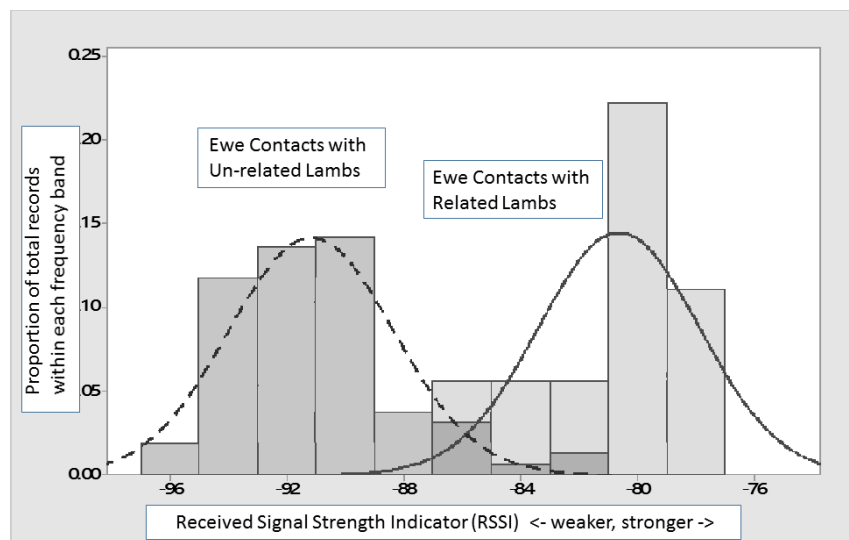 0.25
.20
.15
.10
.05
0.00
Proportion of total records
within each frequency band
Ewe Contacts with
Un-related Lambs
Ewe Contacts with
Related Lambs
-96 -92 -88 -84 -80 -76
Received Signal Strength Indicator (RSSI) <- weaker, stronger ->